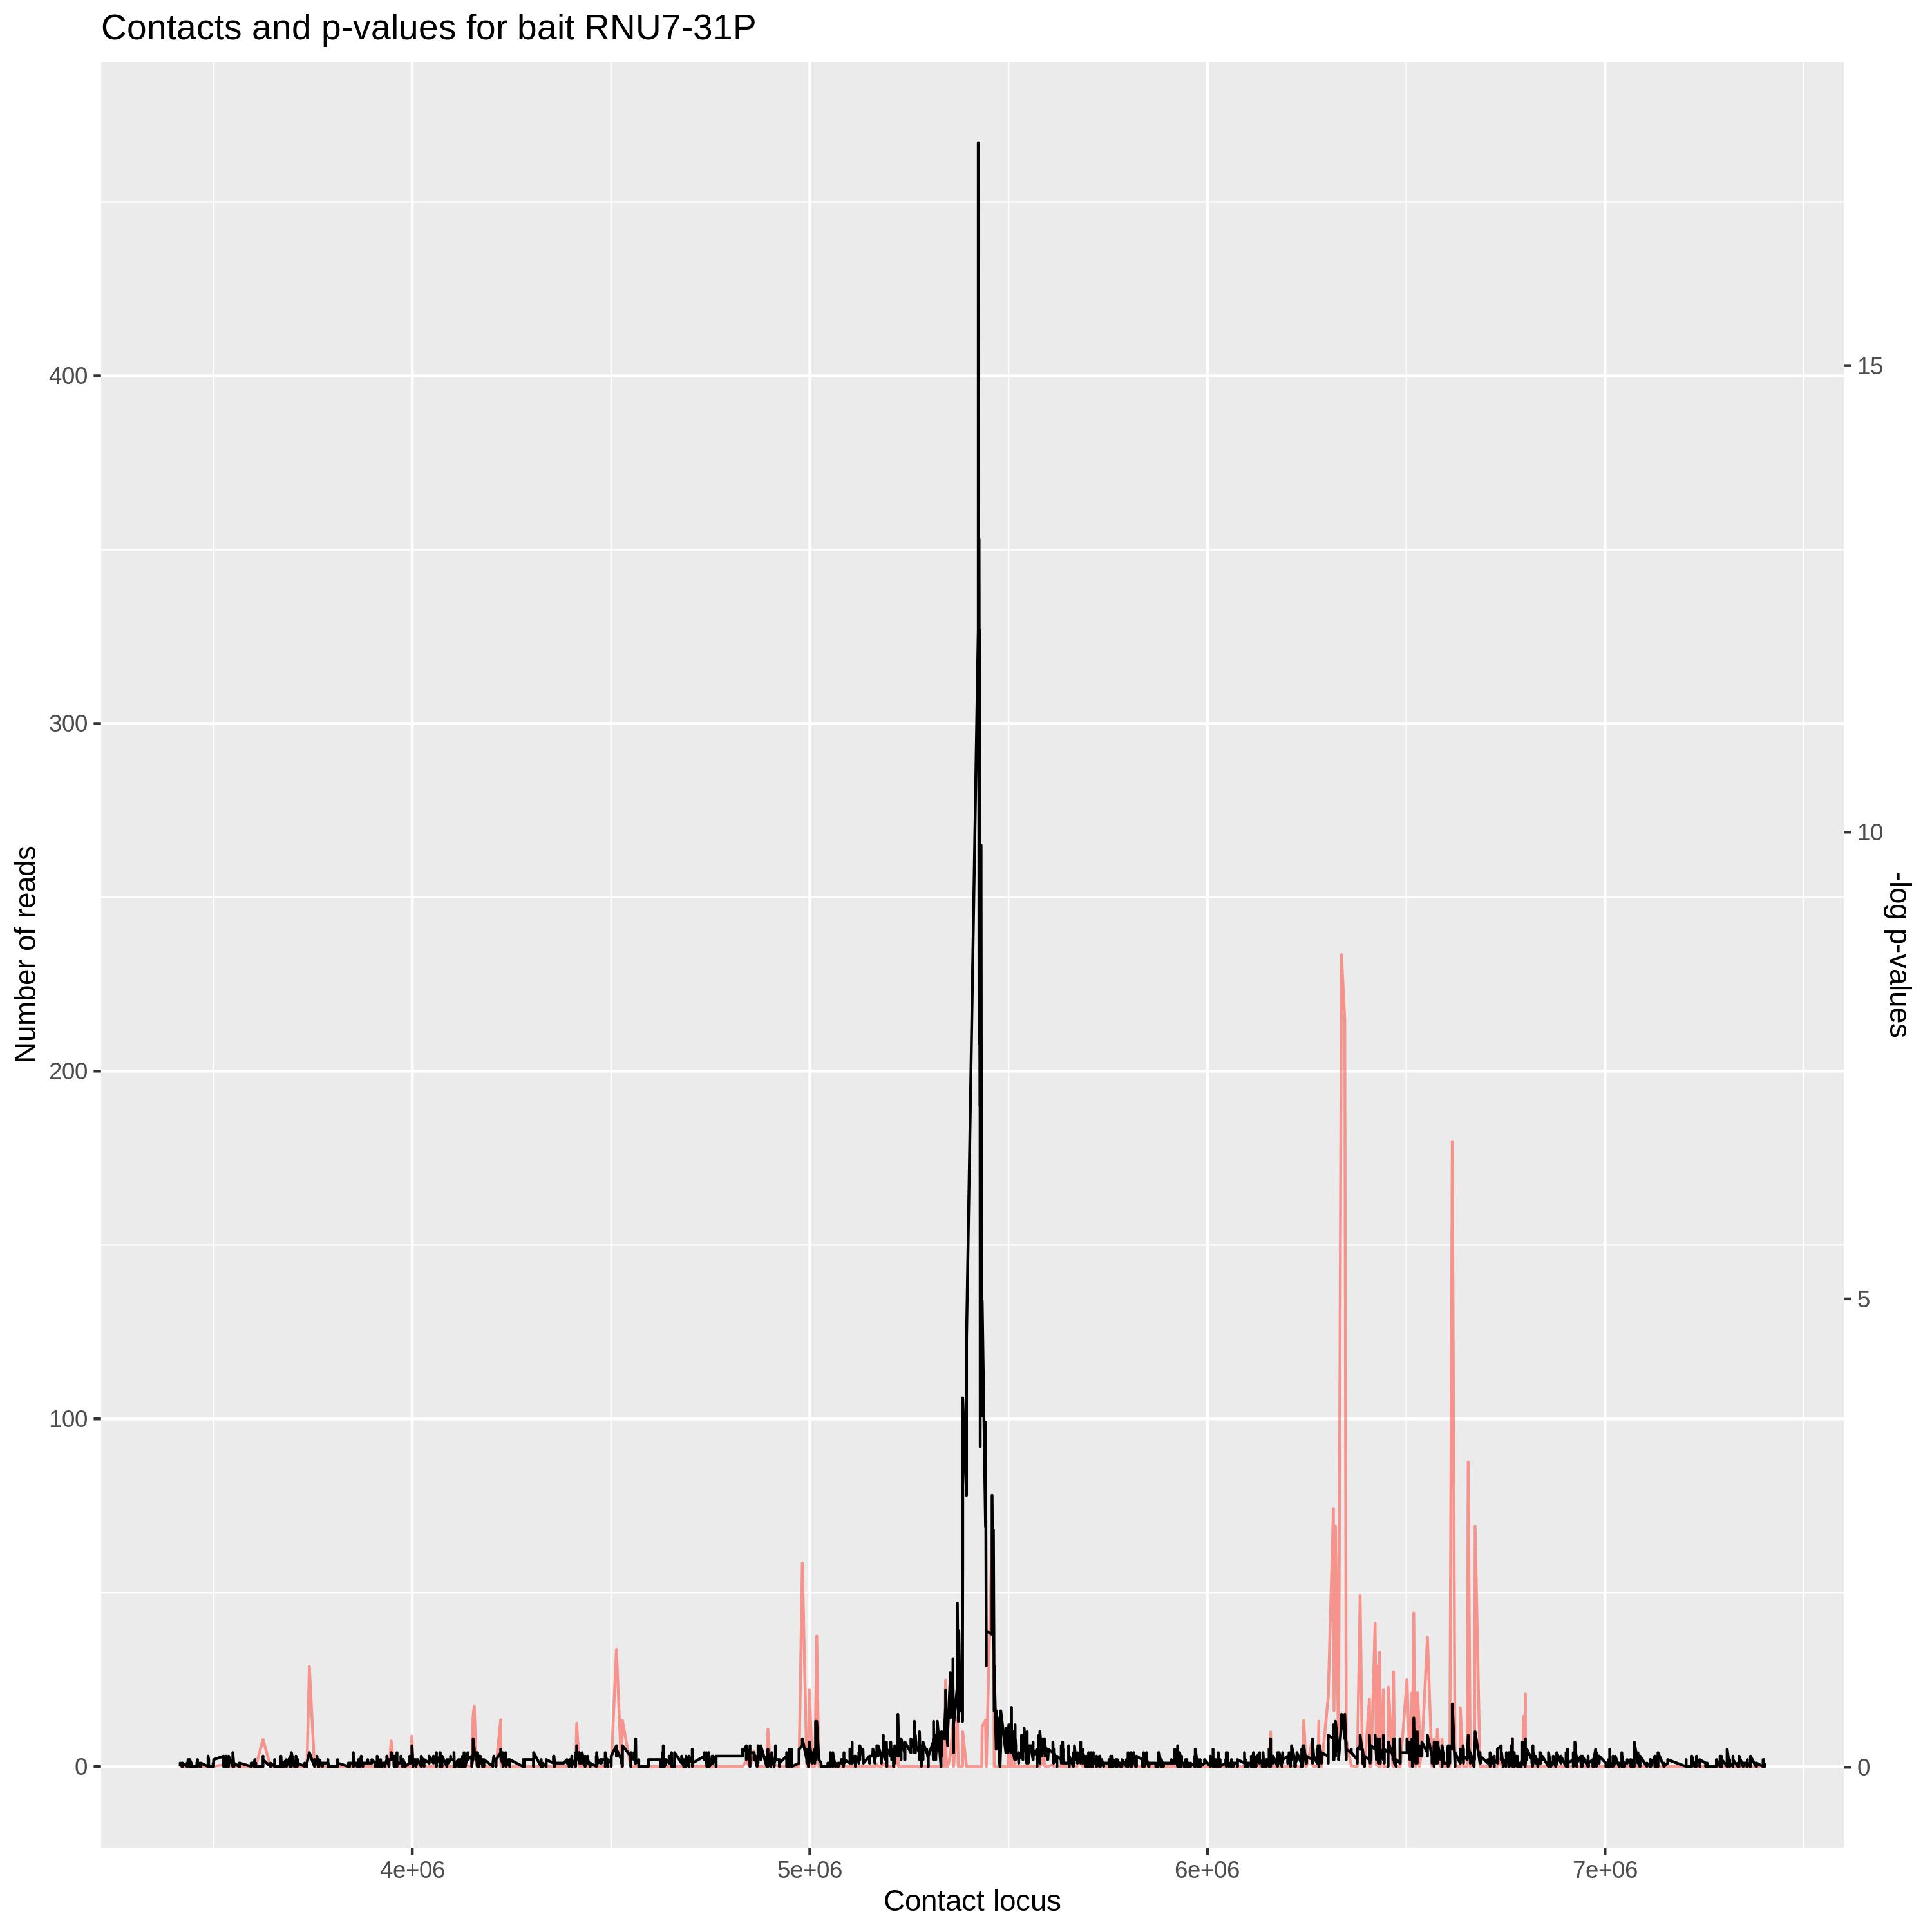 Contacts and p-values for bait RNU7-31P
400
300
200
100
0
Number of reads
15
10
5
0
-log p-values
4e+06
5e+06
6e+06
7e+06
Contact locus